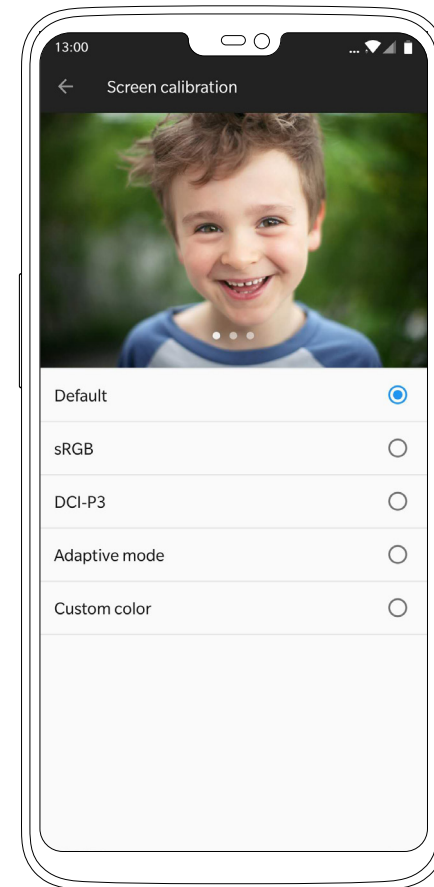 13:00
Screen calibration
Default
sRGB
DCI-P3
Adaptive mode
Custom color